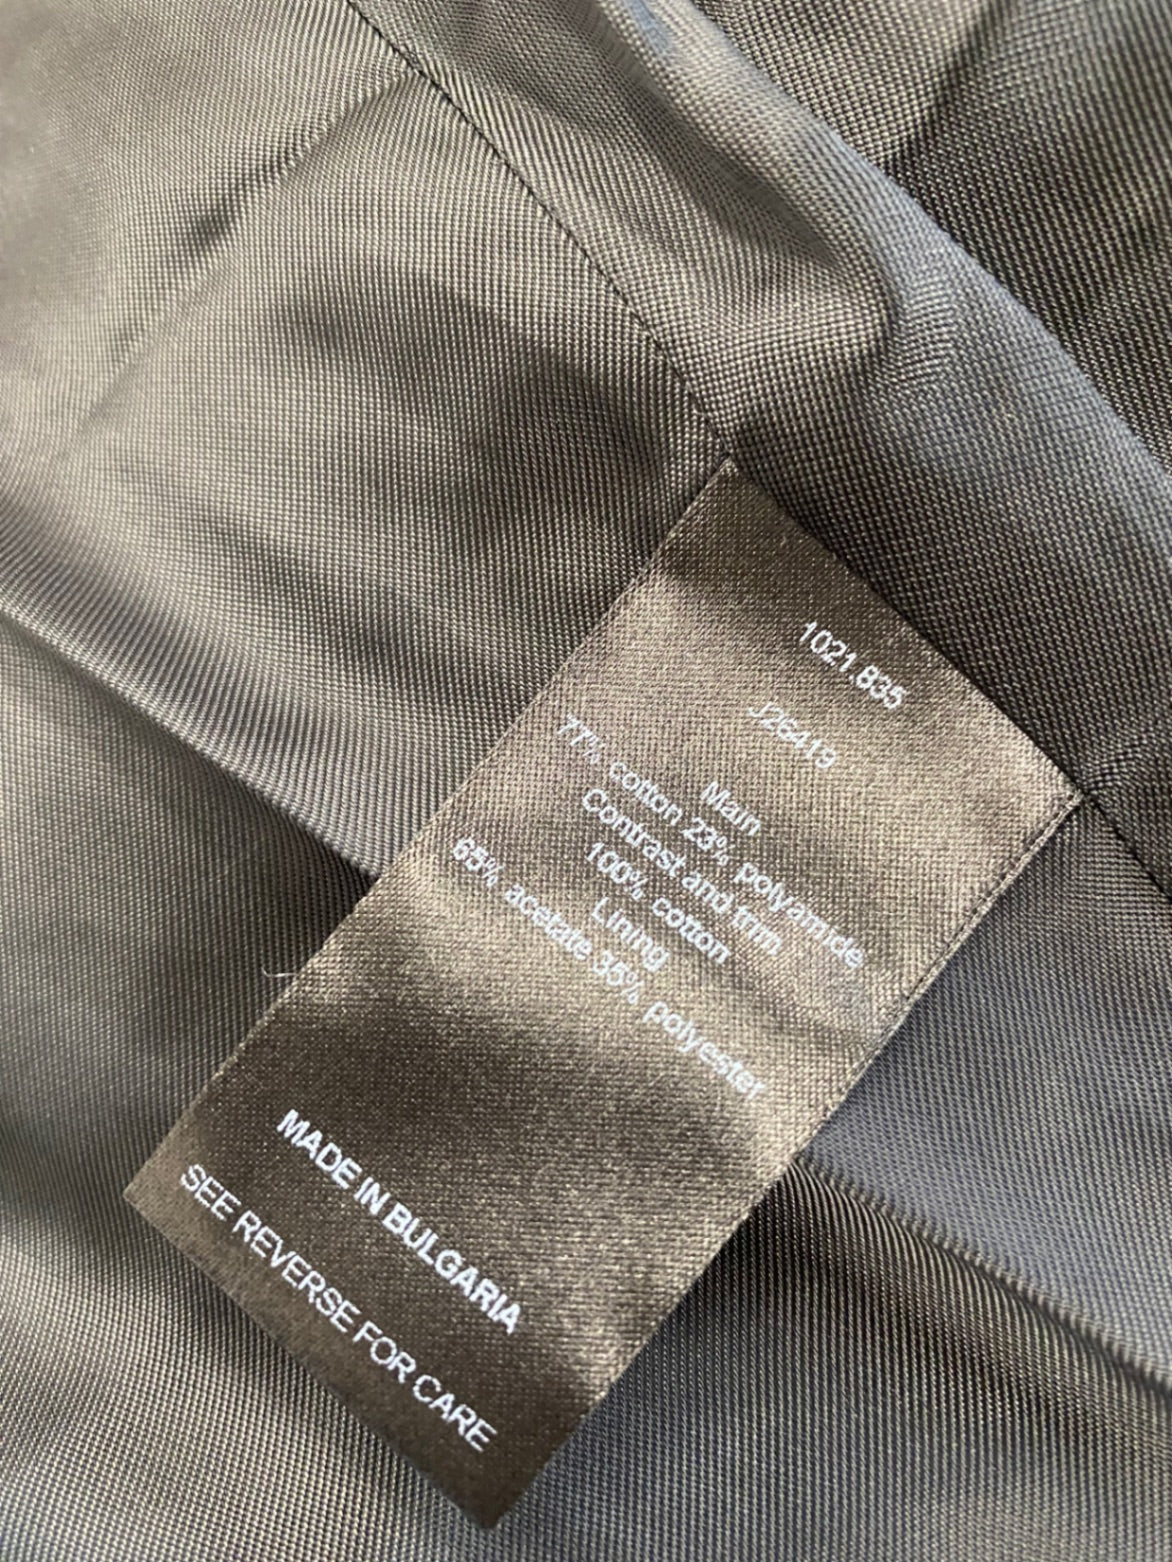 1021.835
J26419
Main
77% cotton 23% polyamide
Contrast and trim
100% cotton
Lining
65% acetate 35% polyester
MADE IN BULGARIA
SEE REVERSE FOR CARE